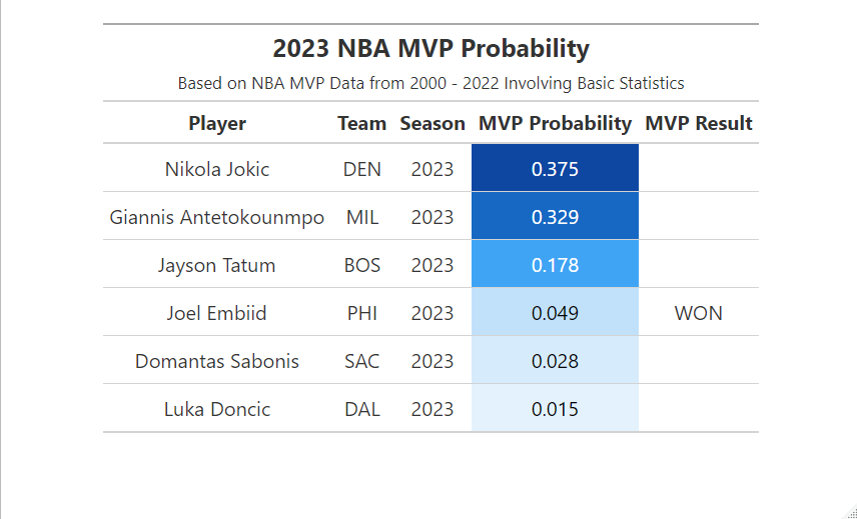 2023 NBA MVP Probability
Based on NBA MVP Data from 2000 - 2022 Involving Basic Statistics
Player Team Season MVP Probability MVP Result
Nikola Jokic DEN 2023 0.375
Giannis Antetokounmpo MIL 2023 0.329
Jayson Tatum BOS 2023 0.178
Joel Embiid PHI 2023 0.049 WON
Domantas Sabonis SAC 2023 0.028
Luka Doncic DAL 2023 0.015